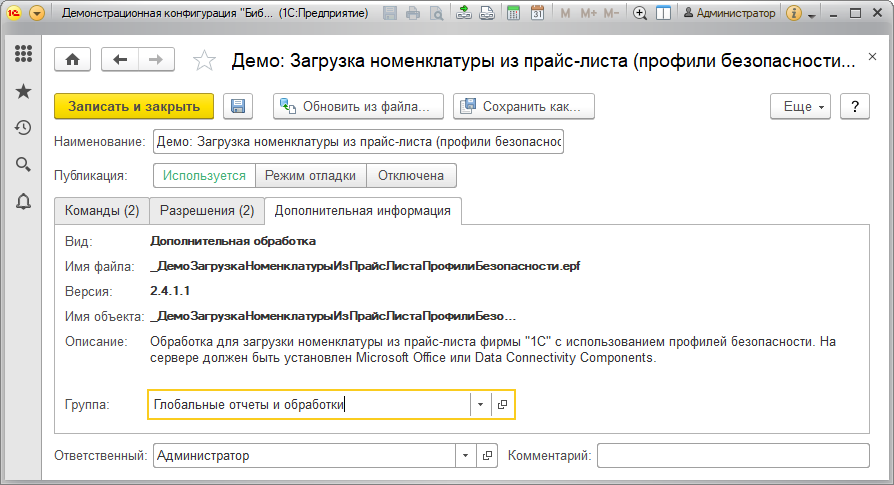 Демонстрационная конфигурация "Биб... (1С:Предприятие)
M M+ M- Администратор
Демо: Загрузка номенклатуры из прайс-листа (профили безопасности...
Записать и закрыть Обновить из файла... Сохранить как... Еще ?
Наименование: Демо: Загрузка номенклатуры из прайс-листа (профили безопаснос
Публикация: Используется Режим отладки Отключена
Команды (2) Разрешения (2) Дополнительная информация
Вид: Дополнительная обработка
Имя файла: _ДемоЗагрузкаНоменклатурыИзПрайсЛистаПрофилиБезопасности.epf
Версия: 2.4.1.1
Имя объекта: _ДемоЗагрузкаНоменклатурыИзПрайсЛистаПрофилиБезо...
Описание: Обработка для загрузки номенклатуры из прайс-листа фирмы "1С" с использованием профилей безопасности. На
сервере должен быть установлен Microsoft Office или Data Connectivity Components.
Группа: Глобальные отчеты и обработки
Ответственный: Администратор Комментарий: